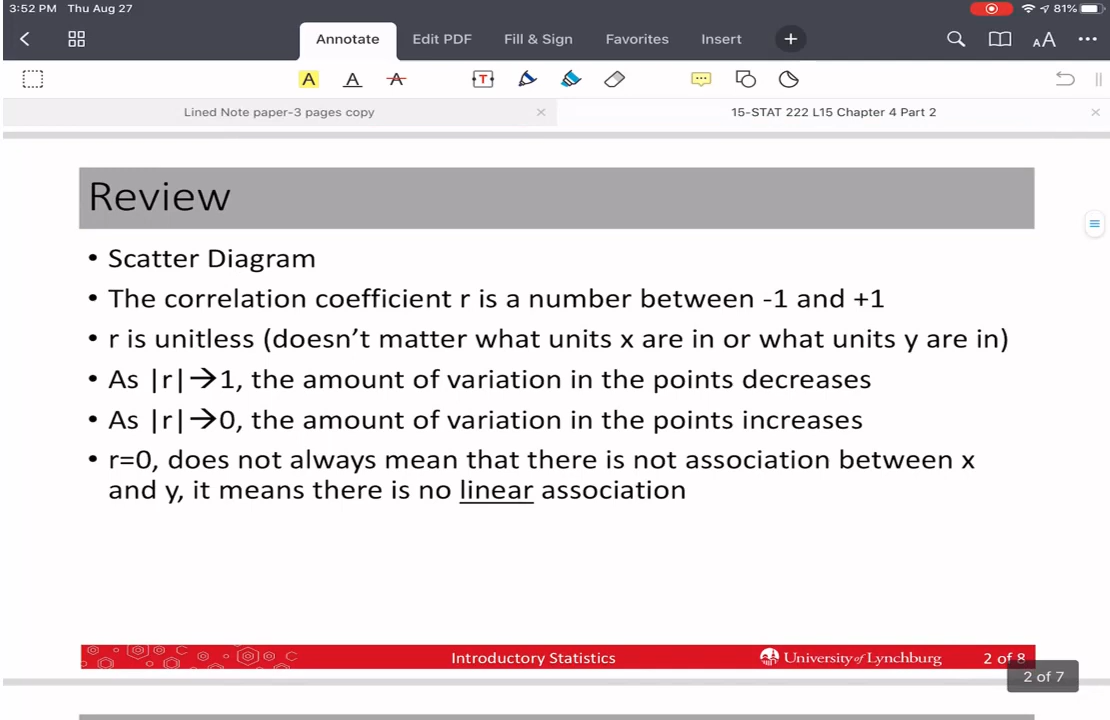 3:52 PM Thu Aug 27
81%
Annotate Edit PDF Fill & Sign Favorites Insert
A A A T
AA
Lined Note paper-3 pages copy
15-STAT 222 L15 Chapter 4 Part 2
Review
• Scatter Diagram
• The correlation coefficient r is a number between -1 and +1
• r is unitless (doesn't matter what units x are in or what units y are in)
• As |r|→1, the amount of variation in the points decreases
• As |r|→0, the amount of variation in the points increases
• r=0, does not always mean that there is not association between x
and y, it means there is no linear association
Introductory Statistics University of Lynchburg 2 of 8
2 of 7